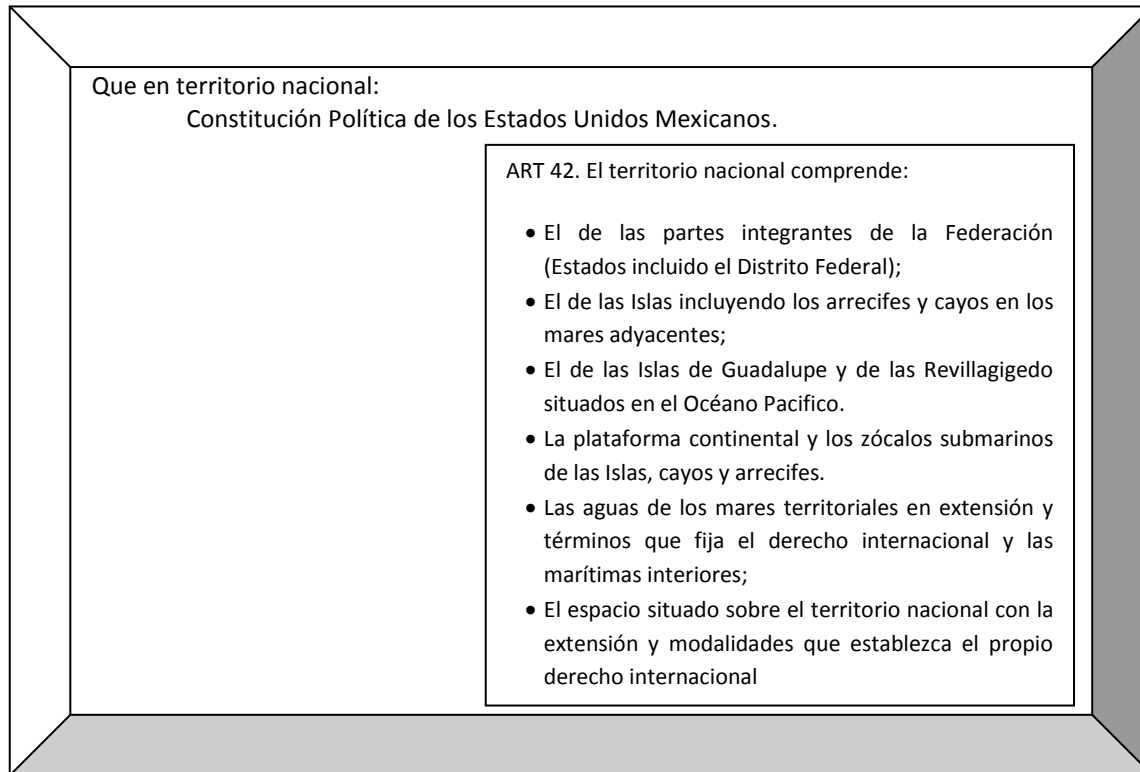 Que en territorio nacional:
Constitución Política de los Estados Unidos Mexicanos.
ART 42. El territorio nacional comprende:
• El de las partes integrantes de la Federación
(Estados incluido el Distrito Federal);
• El de las Islas incluyendo los arrecifes y cayos en los
mares adyacentes;
• El de las Islas de Guadalupe y de las Revillagigedo
situados en el Océano Pacifico.
• La plataforma continental y los zócalos submarinos
de las Islas, cayos y arrecifes.
• Las aguas de los mares territoriales en extensión y
términos que fija el derecho internacional y las
marítimas interiores;
• El espacio situado sobre el territorio nacional con la
extensión y modalidades que establezca el propio
derecho internacional